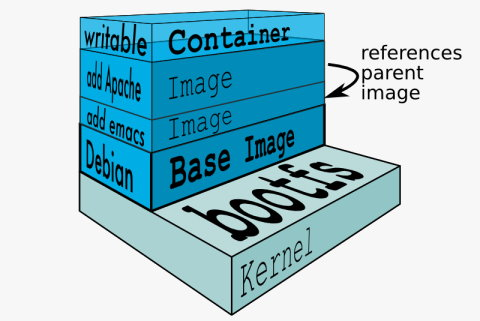 writable Container
add Apache Image
add emacs Image
Debian Base Image
bootfs
Kernel
references
parent
image